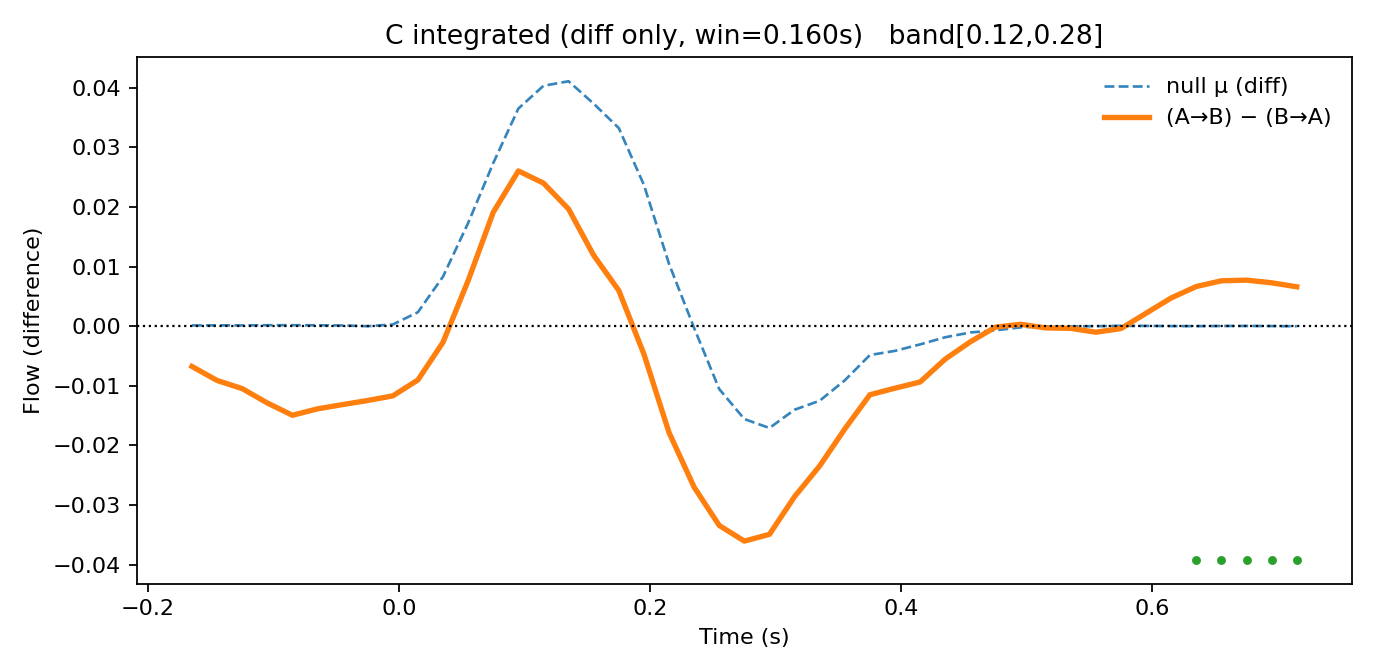 C integrated (diff only, win=0.160s)   band[0.12,0.28]
null μ (diff)
(A→B) − (B→A)
Flow (difference)
0.04
0.03
0.02
0.01
0.00
−0.01
−0.02
−0.03
−0.04
−0.2
0.0
0.2
0.4
0.6
Time (s)